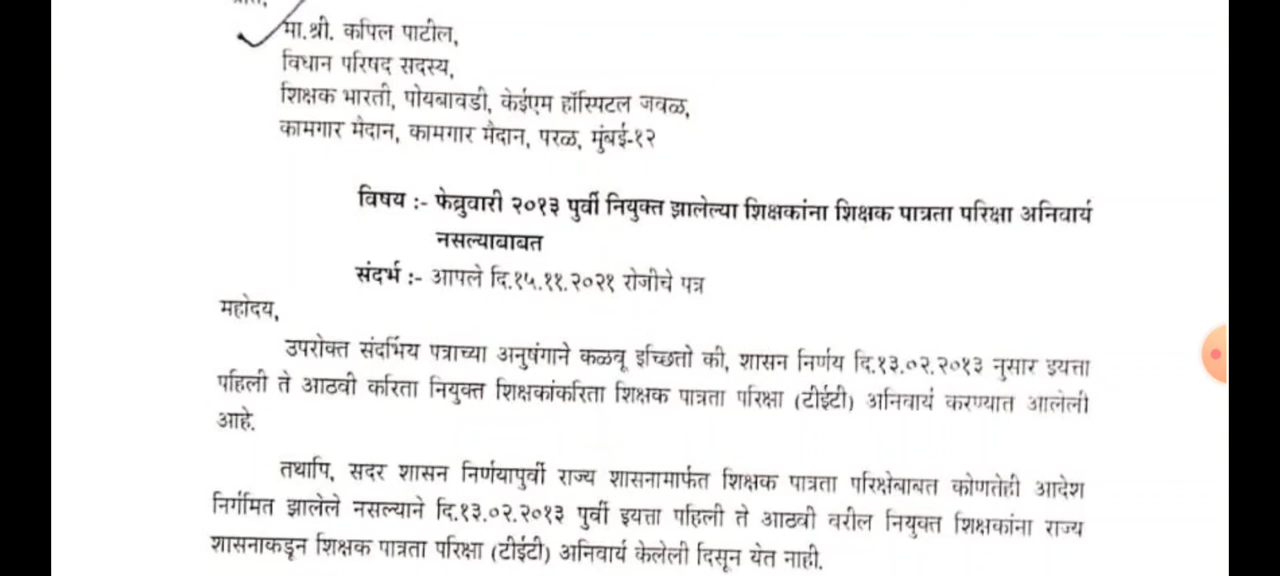 मा.श्री. कपिल पाटील,
विधान परिषद सदस्य,
शिक्षक भारती, पोयबावडी, केईएम हॉस्पिटल जवळ,
कामगार मैदान, कामगार मैदान, परळ, मुंबई-१२
विषय :- फेब्रुवारी २०१३ पुर्वी नियुक्त झालेल्या शिक्षकांना शिक्षक पात्रता परिक्षा अनिवार्य
नसल्याबाबत
संदर्भ :- आपले दि.१५.११.२०२१ रोजीचे पत्र
महोदय,
उपरोक्त संदर्भिय पत्राच्या अनुषंगाने कळवू इच्छितो की, शासन निर्णय दि.१३.०२.२०१३ नुसार इयत्ता
पहिली ते आठवी करिता नियुक्त शिक्षकांकरिता शिक्षक पात्रता परिक्षा (टीईटी) अनिवार्य करण्यात आलेली
आहे.
तथापि, सदर शासन निर्णयापुर्वी राज्य शासनामार्फत शिक्षक पात्रता परिक्षेबाबत कोणतेही आदेश
निर्गमित झालेले नसल्याने दि.१३.०२.२०१३ पुर्वी इयत्ता पहिली ते आठवी वरील नियुक्त शिक्षकांना राज्य
शासनाकडून शिक्षक पात्रता परिक्षा (टीईटी) अनिवार्य केलेली दिसून येत नाही.